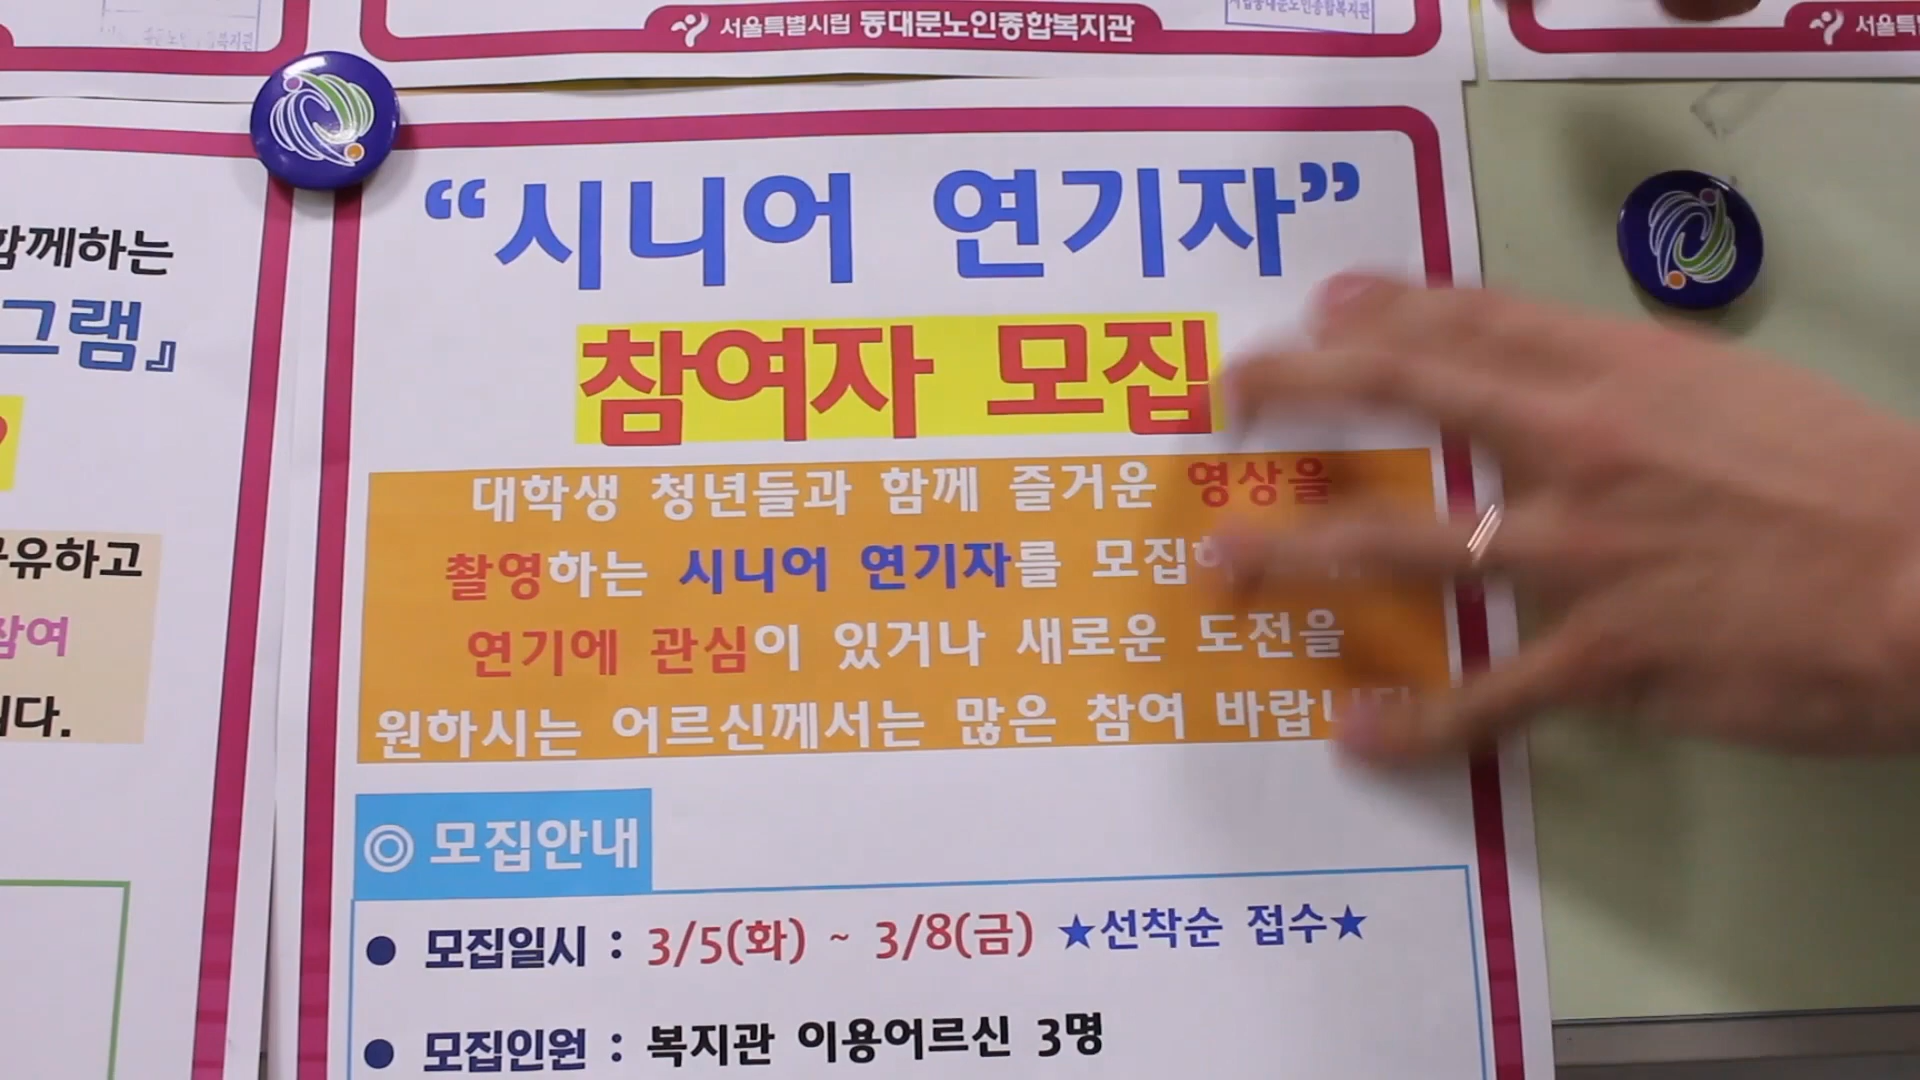 서울특별시립 동대문노인종합복지관
서울특
함께하는
그램』
유하고
참여
다.
“시니어 연기자”
참여자 모집
대학생 청년들과 함께 즐거운 영상을
촬영하는 시니어 연기자를 모집
연기에 관심이 있거나 새로운 도전을
원하시는 어르신께서는 많은 참여 바랍니다
◎ 모집안내
● 모집일시 : 3/5(화) ~ 3/8(금) ★선착순 접수★
● 모집인원 : 복지관 이용어르신 3명